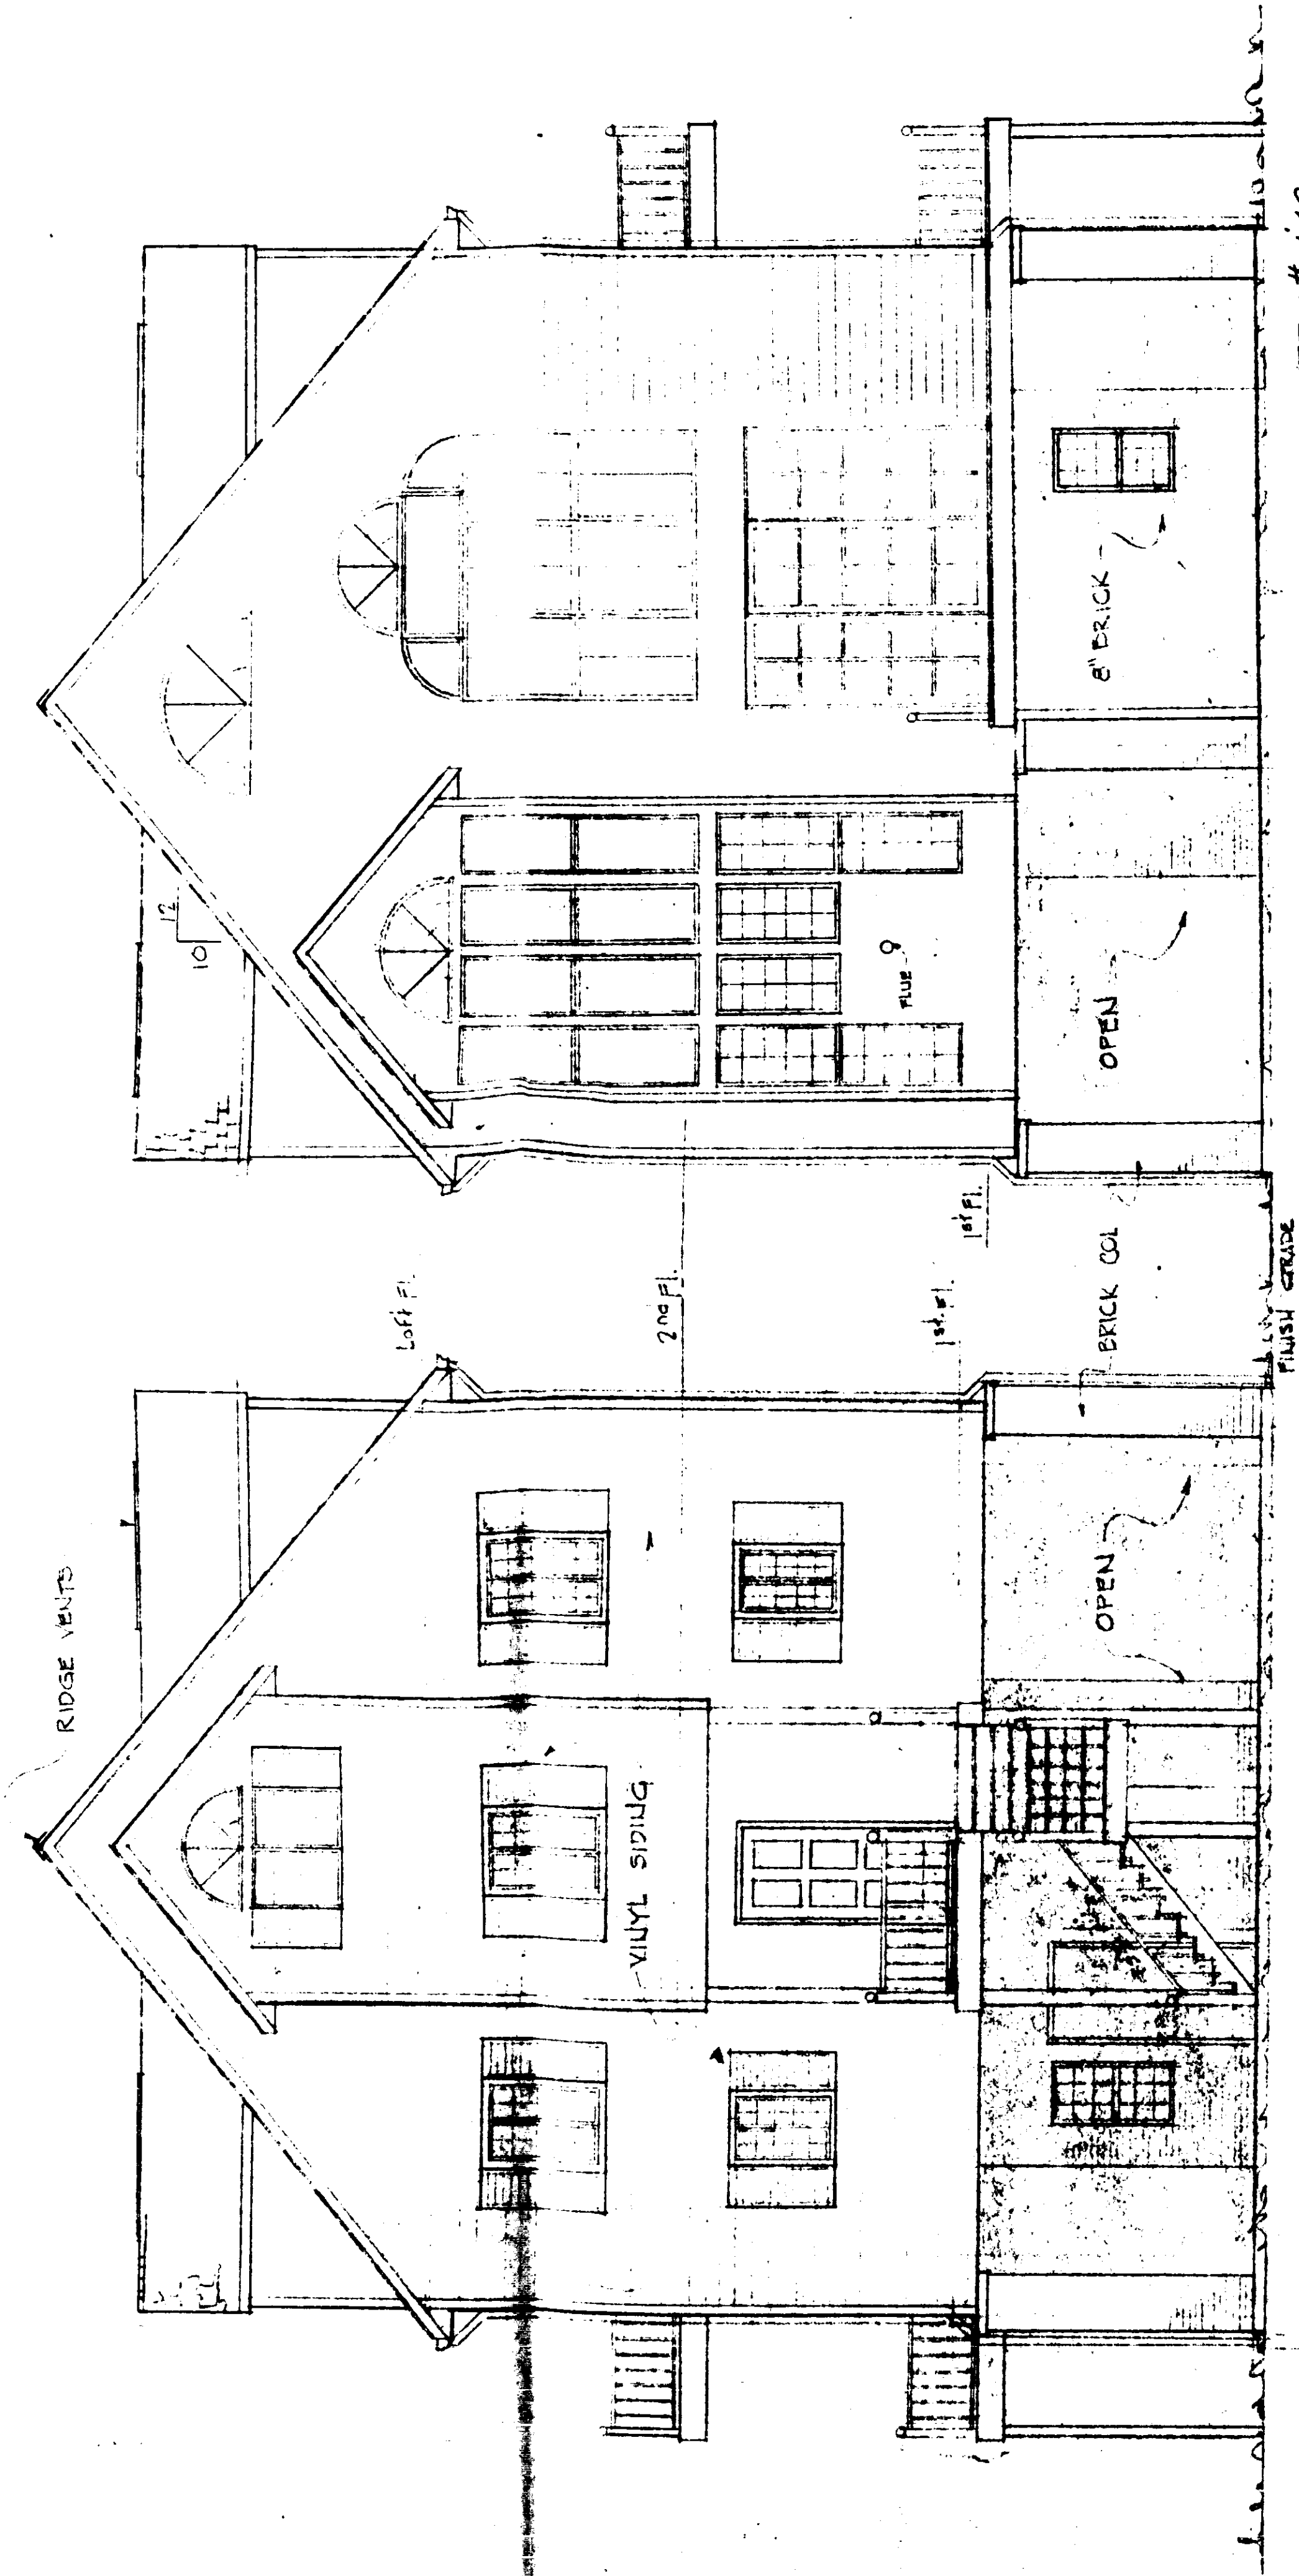 RIDGE VENTS
VINYL SIDING
OPEN
Loft Fl.
2nd Fl.
1st. Fl.
1st Fl.
BRICK COL
FINISH GRADE
12
10
FLUE
OPEN
8" BRICK